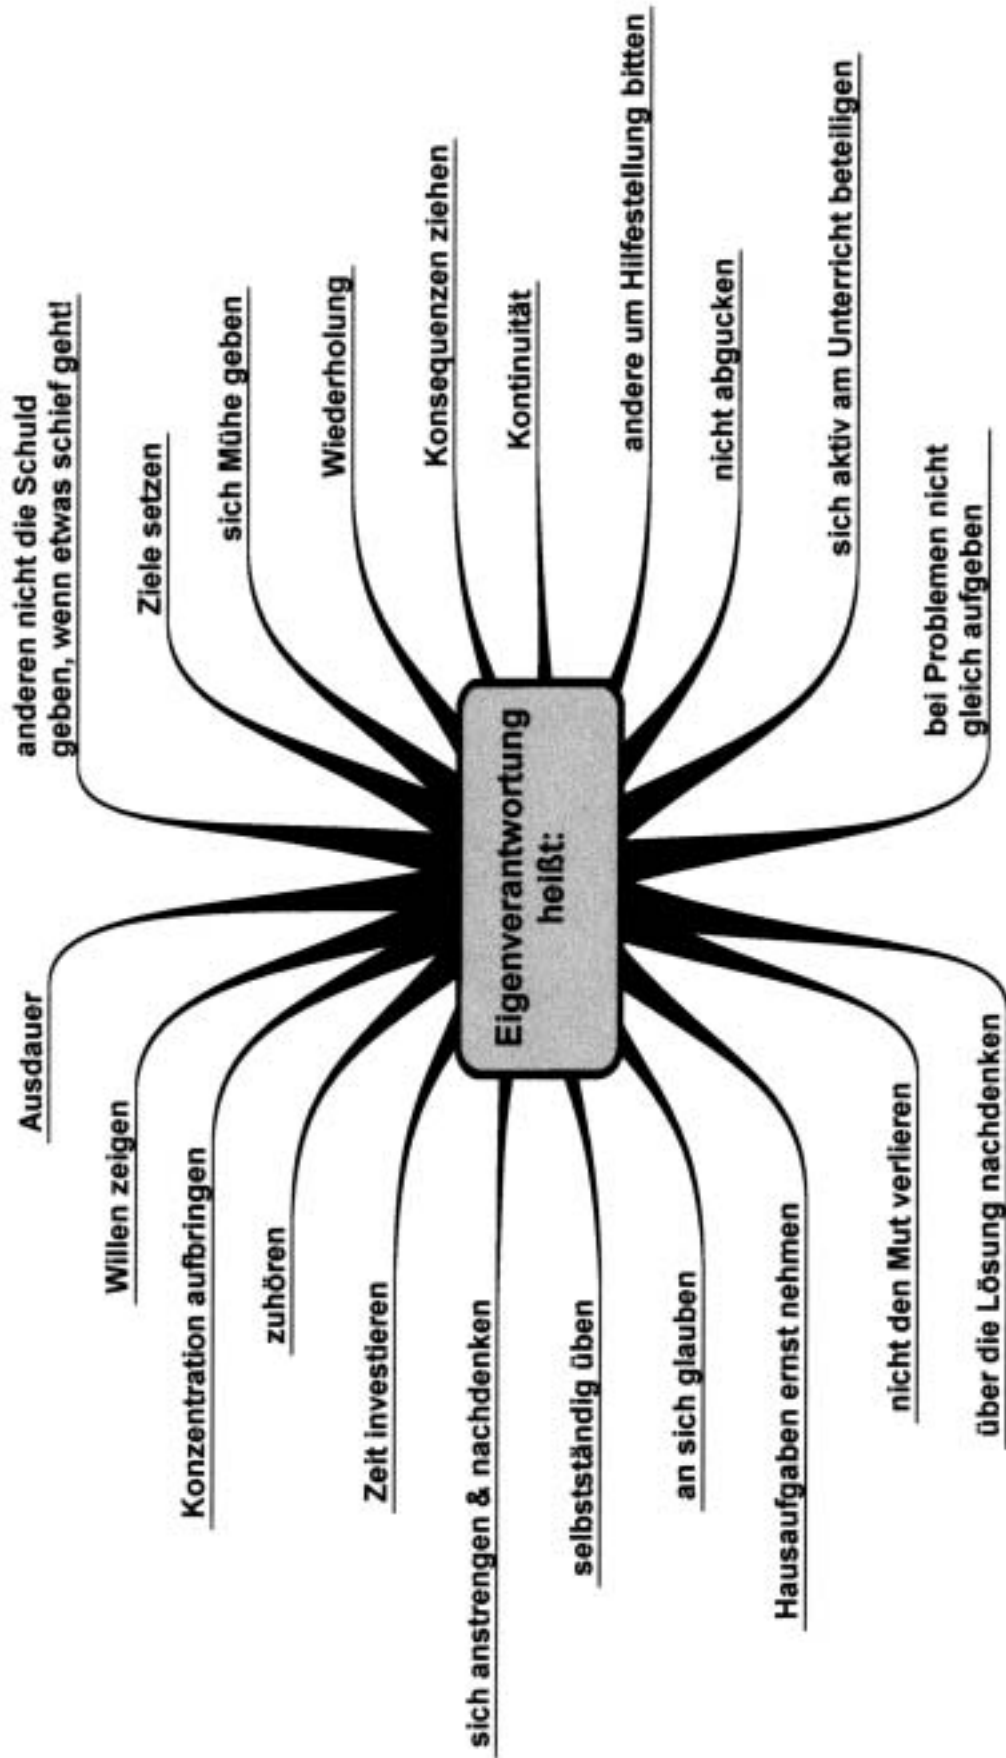 Eigenverantwortung
heißt:
anderen nicht die Schuld
geben, wenn etwas schief geht!
Ziele setzen
sich Mühe geben
Wiederholung
Konsequenzen ziehen
Kontinuität
andere um Hilfestellung bitten
nicht abgucken
sich aktiv am Unterricht beteiligen
bei Problemen nicht
gleich aufgeben
Ausdauer
Willen zeigen
Konzentration aufbringen
zuhören
Zeit investieren
sich anstrengen & nachdenken
selbstständig üben
an sich glauben
Hausaufgaben ernst nehmen
nicht den Mut verlieren
über die Lösung nachdenken